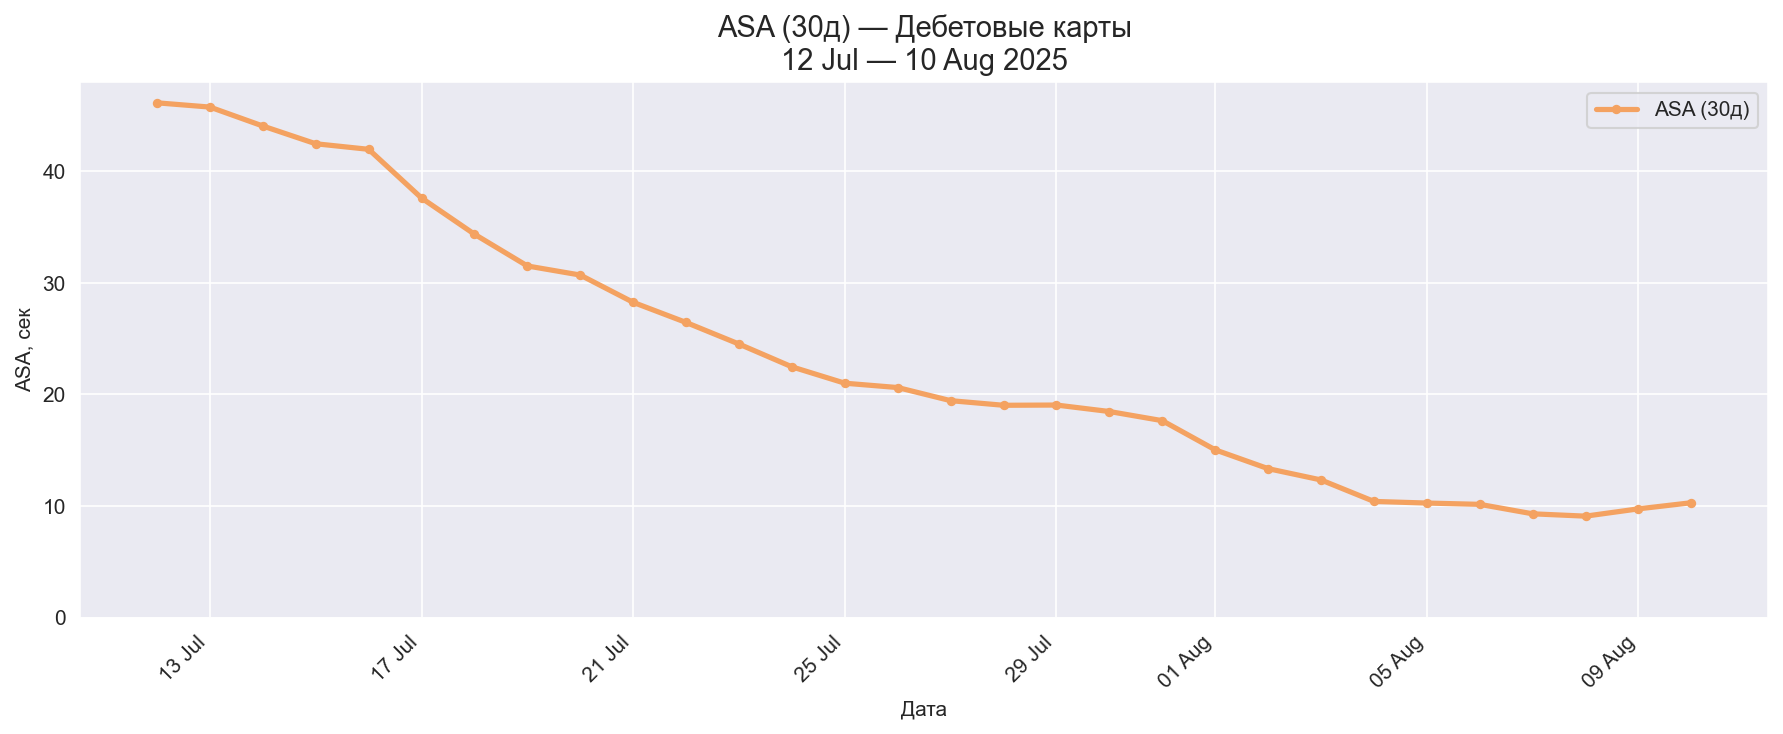 ASA (30д) — Дебетовые карты
12 Jul — 10 Aug 2025
ASA (30д)
ASA, сек
40
30
20
10
0
13 Jul
17 Jul
21 Jul
25 Jul
29 Jul
01 Aug
05 Aug
09 Aug
Дата